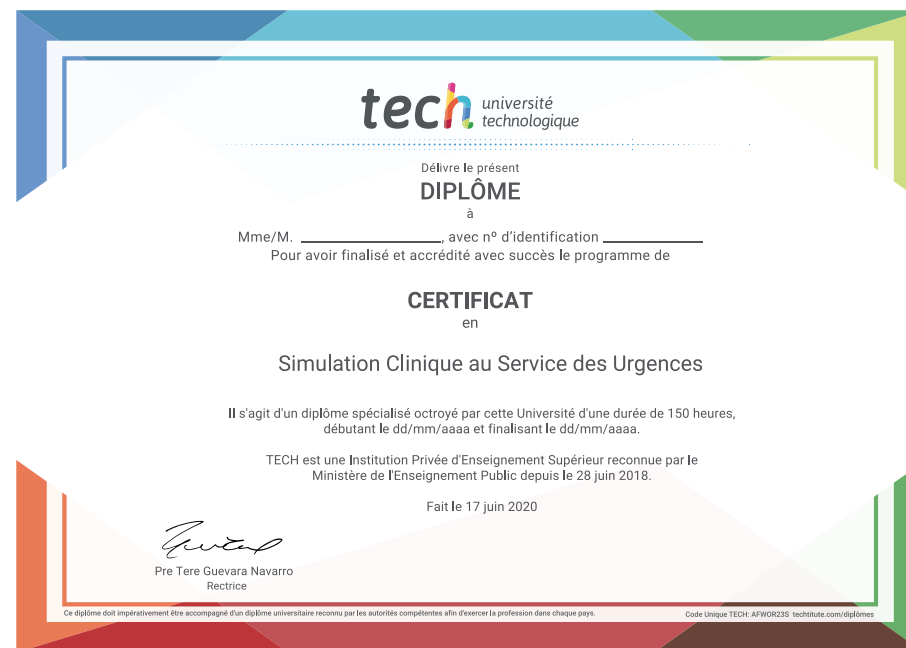 tech université
technologique
Délivre le présent
DIPLÔME
à
Mme/M. ____________________, avec nº d'identification ______________
Pour avoir finalisé et accrédité avec succès le programme de
CERTIFICAT
en
Simulation Clinique au Service des Urgences
Il s'agit d'un diplôme spécialisé octroyé par cette Université d'une durée de 150 heures,
débutant le dd/mm/aaaa et finalisant le dd/mm/aaaa.
TECH est une Institution Privée d'Enseignement Supérieur reconnue par le
Ministère de l'Enseignement Public depuis le 28 juin 2018.
Fait le 17 juin 2020
Pre Tere Guevara Navarro
Rectrice
Ce diplôme doit impérativement être accompagné d'un diplôme universitaire reconnu par les autorités compétentes afin d'exercer la profession dans chaque pays.
Code Unique TECH: AFWOR23S techtitute.com/diplômes